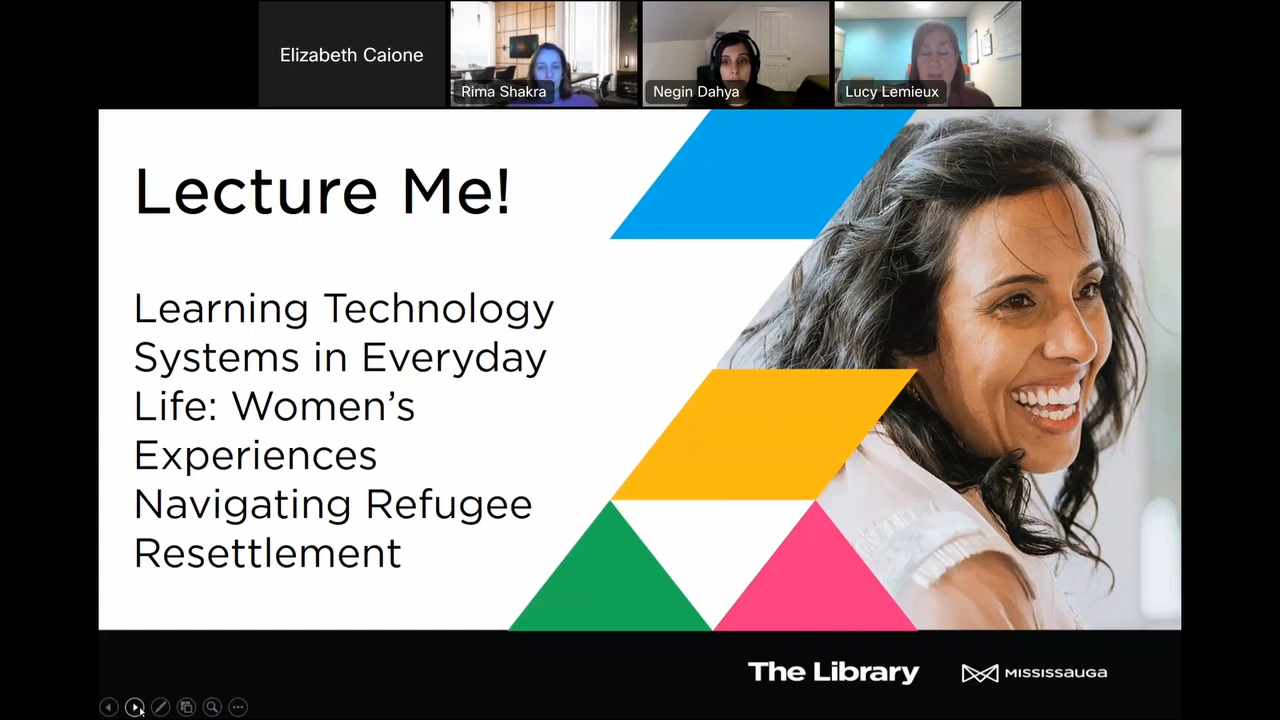 Elizabeth Caione
Rima Shakra
Negin Dahya
Lucy Lemieux
Lecture Me!
Learning Technology
Systems in Everyday
Life: Women’s
Experiences
Navigating Refugee
Resettlement
The Library
MISSISSAUGA